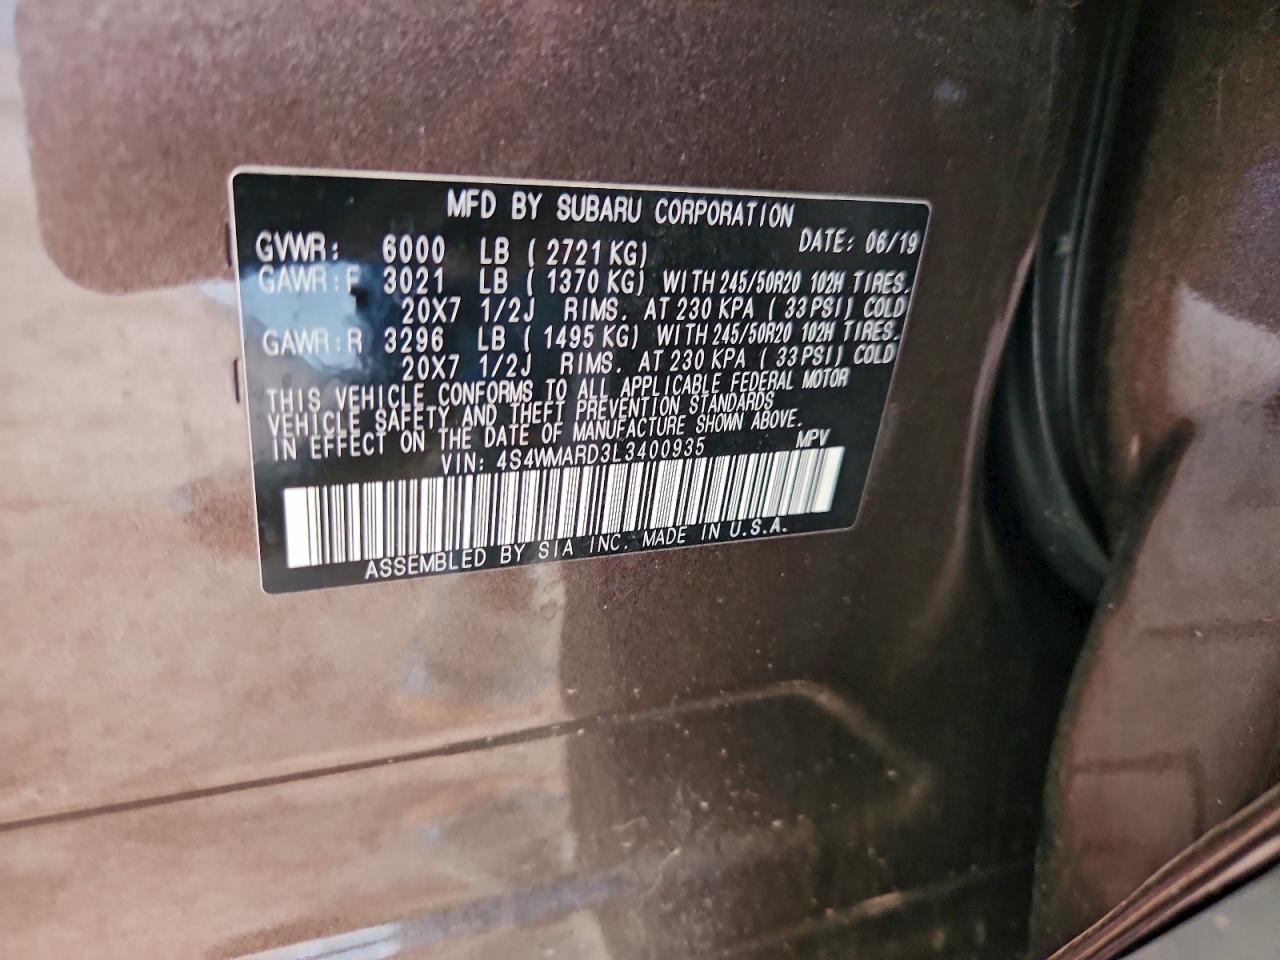 MFD BY SUBARU CORPORATION
DATE: 06/19
GVWR: 6000 LB ( 2721 KG)
GAWR:F 3021 LB ( 1370 KG) WITH 245/50R20 102H TIRES.
20X7 1/2J RIMS. AT 230 KPA ( 33 PSI) COLD
GAWR:R 3296 LB ( 1495 KG) WITH 245/50R20 102H TIRES.
20X7 1/2J RIMS. AT 230 KPA ( 33 PSI) COLD
THIS VEHICLE CONFORMS TO ALL APPLICABLE FEDERAL MOTOR
VEHICLE SAFETY AND THEFT PREVENTION STANDARDS
IN EFFECT ON THE DATE OF MANUFACTURE SHOWN ABOVE.
VIN: 4S4WMARD3L3400935 MPV
ASSEMBLED BY SIA INC. MADE IN U.S.A.